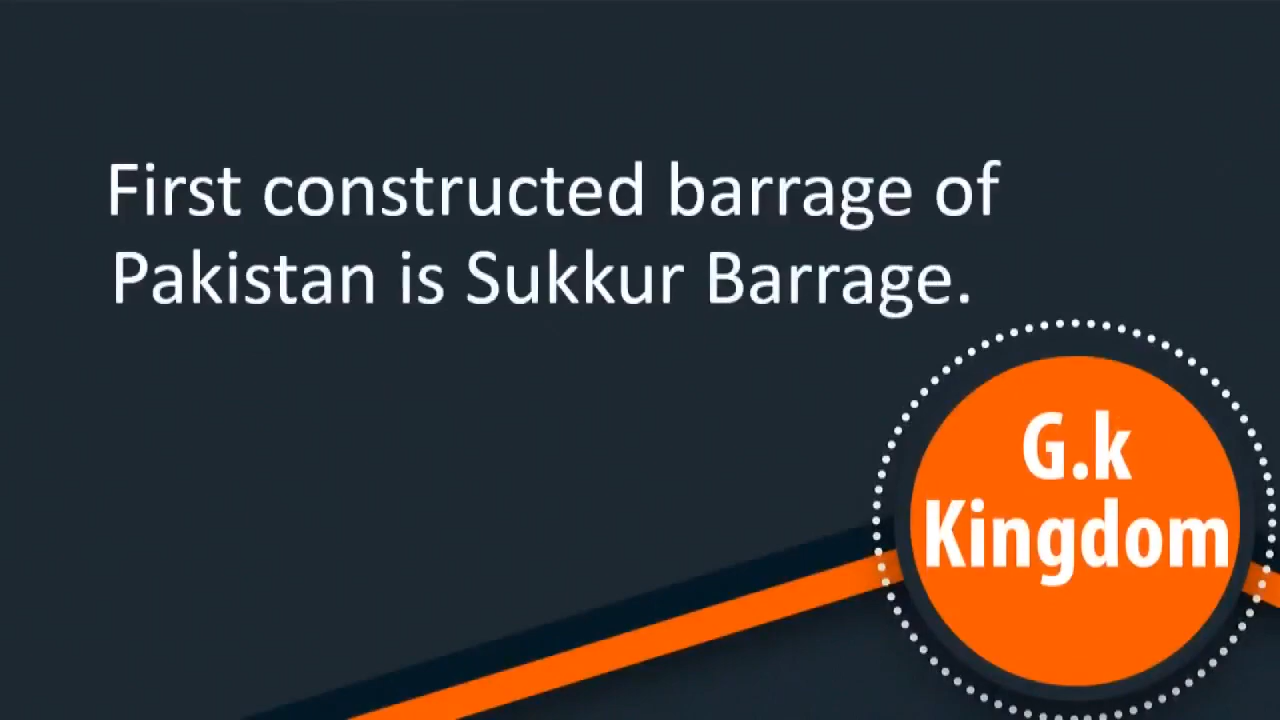 First constructed barrage of
Pakistan is Sukkur Barrage.
G.k
Kingdom